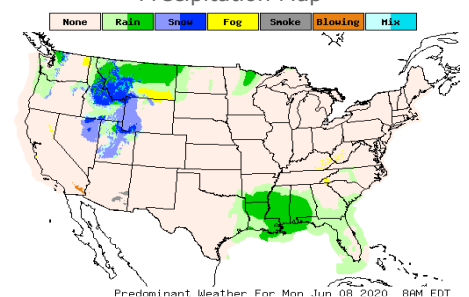 Precipitation Map
None Rain Snow Fog Smoke Blowing Mix
Predominant Weather For Mon Jun 08 2020 8AM EDT